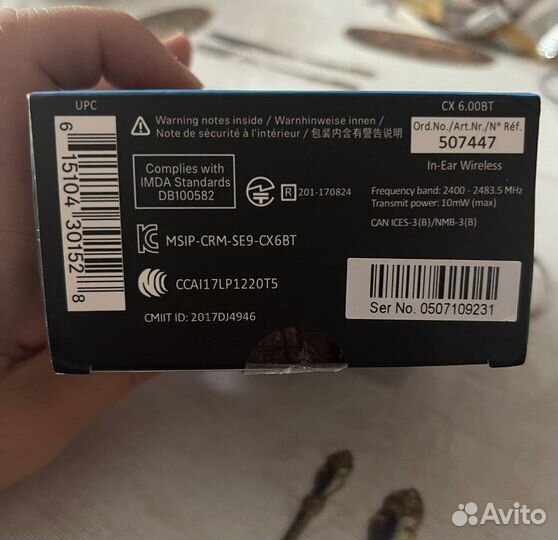 UPC
6 15104 30152 8
Warning notes inside / Warnhinweise innen /
Note de sécurité à l'intérieur / 包装内含有警告说明
CX 6.00BT
Ord.No./Art.Nr./N° Réf.
507447
In-Ear Wireless
Complies with
IMDA Standards
DB100582
R 201-170824
Frequency band: 2400 - 2483.5 MHz
Transmit power: 10mW (max)
CAN ICES-3(B)/NMB-3(B)
MSIP-CRM-SE9-CX6BT
CCAI17LP1220T5
CMIIT ID: 2017DJ4946
Ser No. 0507109231
Avito